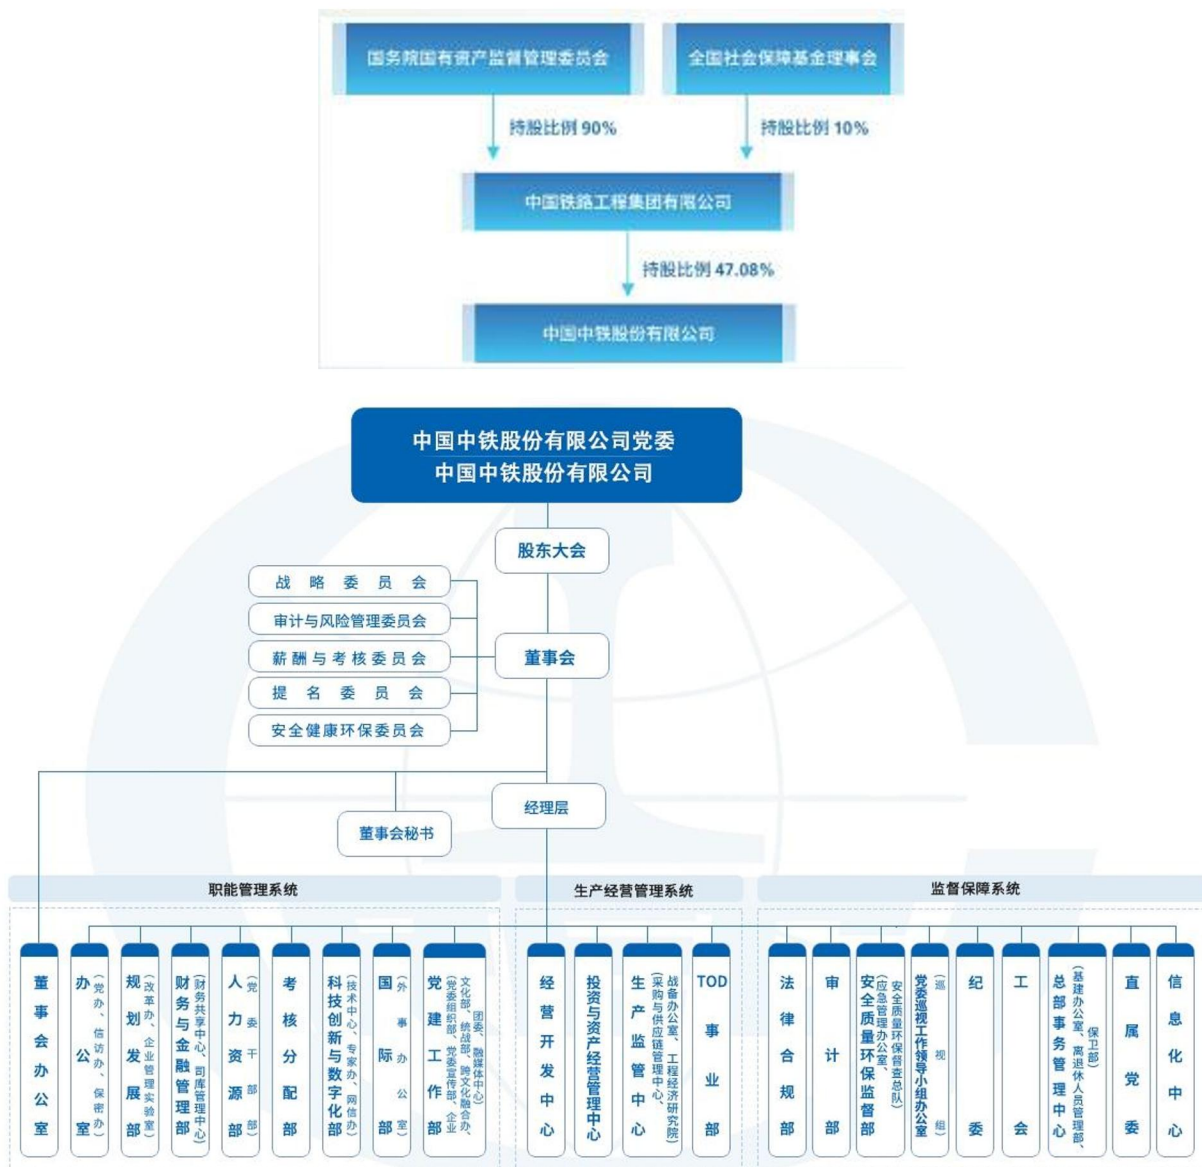 国务院国有资产监督管理委员会
全国社会保障基金理事会
持股比例 90%
持股比例 10%
中国铁路工程集团有限公司
持股比例 47.08%
中国中铁股份有限公司
中国中铁股份有限公司党委
中国中铁股份有限公司
股东大会
战略委员会
审计与风险管理委员会
薪酬与考核委员会
提名委员会
安全健康环保委员会
董事会
经理层
董事会秘书
职能管理系统
生产经营管理系统
监督保障系统
董事会办公室
办公室
(党办、信访办、保密办)
规划发展部
(改革办、企业管理实验室)
财务与金融管理部
(财务共享中心、司库管理中心)
人力资源部
(党委干部部)
考核分配部
科技创新与数字化部
(技术中心、专家办、网信办)
国际部
(外事办公室)
党建工作部
(党委组织部、党委宣传部、企业
文化部、统战部、跨文化融合办、
团委、融媒体中心)
经营开发中心
投资与资产经营管理中心
生产监管中心
(采购与供应链管理中心、
战备办公室、工程经济研究院)
TOD事业部
法律合规部
审计部
安全质量环保监督部
(应急管理办公室、
安全质量环保督查总队)
党委巡视工作领导小组办公室
(巡视组)
纪委
工会
总部事务管理中心
(基建办公室、离退休人员管理部、
保卫部)
直属党委
信息化中心